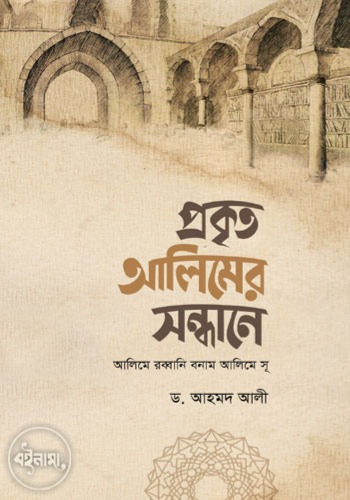 প্রকৃত
আলিমের
সন্ধানে
আলিমে রব্বানি বনাম আলিমে সূ
ড. আহমদ আলী
বইনামা